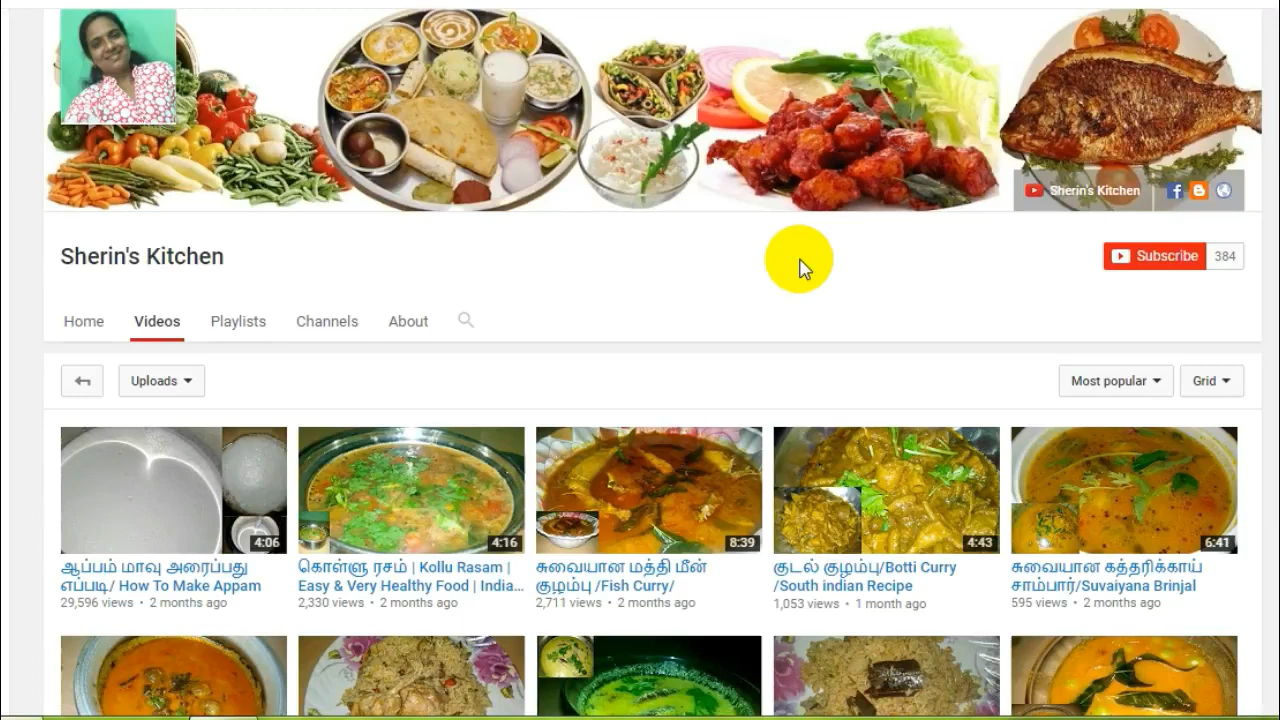 Sherin's Kitchen
Sherin's Kitchen
Subscribe 384
Home Videos Playlists Channels About
Uploads
Most popular Grid
4:06
4:16
8:39
4:43
6:41
ஆப்பம் மாவு அரைப்பது
எப்படி/ How To Make Appam
29,596 views • 2 months ago
கொள்ளு ரசம் | Kollu Rasam |
Easy & Very Healthy Food | India...
2,330 views • 2 months ago
சுவையான மத்தி மீன்
குழம்பு /Fish Curry/
2,711 views • 2 months ago
குடல் குழம்பு/Botti Curry
/South indian Recipe
1,053 views • 1 month ago
சுவையான கத்தரிக்காய்
சாம்பார்/Suvaiyana Brinjal
595 views • 2 months ago